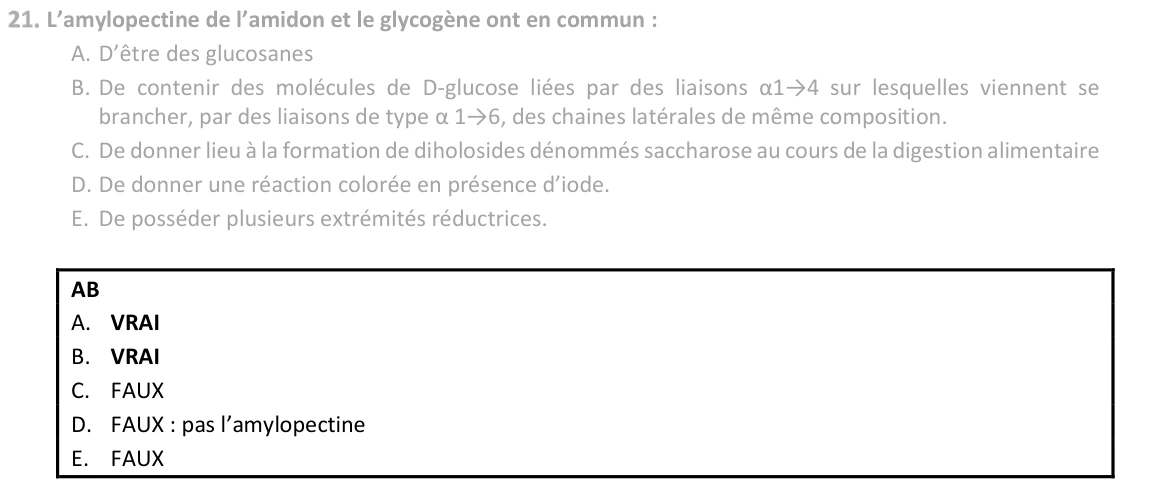 21. L’amylopectine de l’amidon et le glycogène ont en commun :
A. D’être des glucosanes
B. De contenir des molécules de D-glucose liées par des liaisons α1→4 sur lesquelles viennent se
brancher, par des liaisons de type α 1→6, des chaines latérales de même composition.
C. De donner lieu à la formation de diholosides dénommés saccharose au cours de la digestion alimentaire
D. De donner une réaction colorée en présence d’iode.
E. De posséder plusieurs extrémités réductrices.
AB
A. VRAI
B. VRAI
C. FAUX
D. FAUX : pas l’amylopectine
E. FAUX